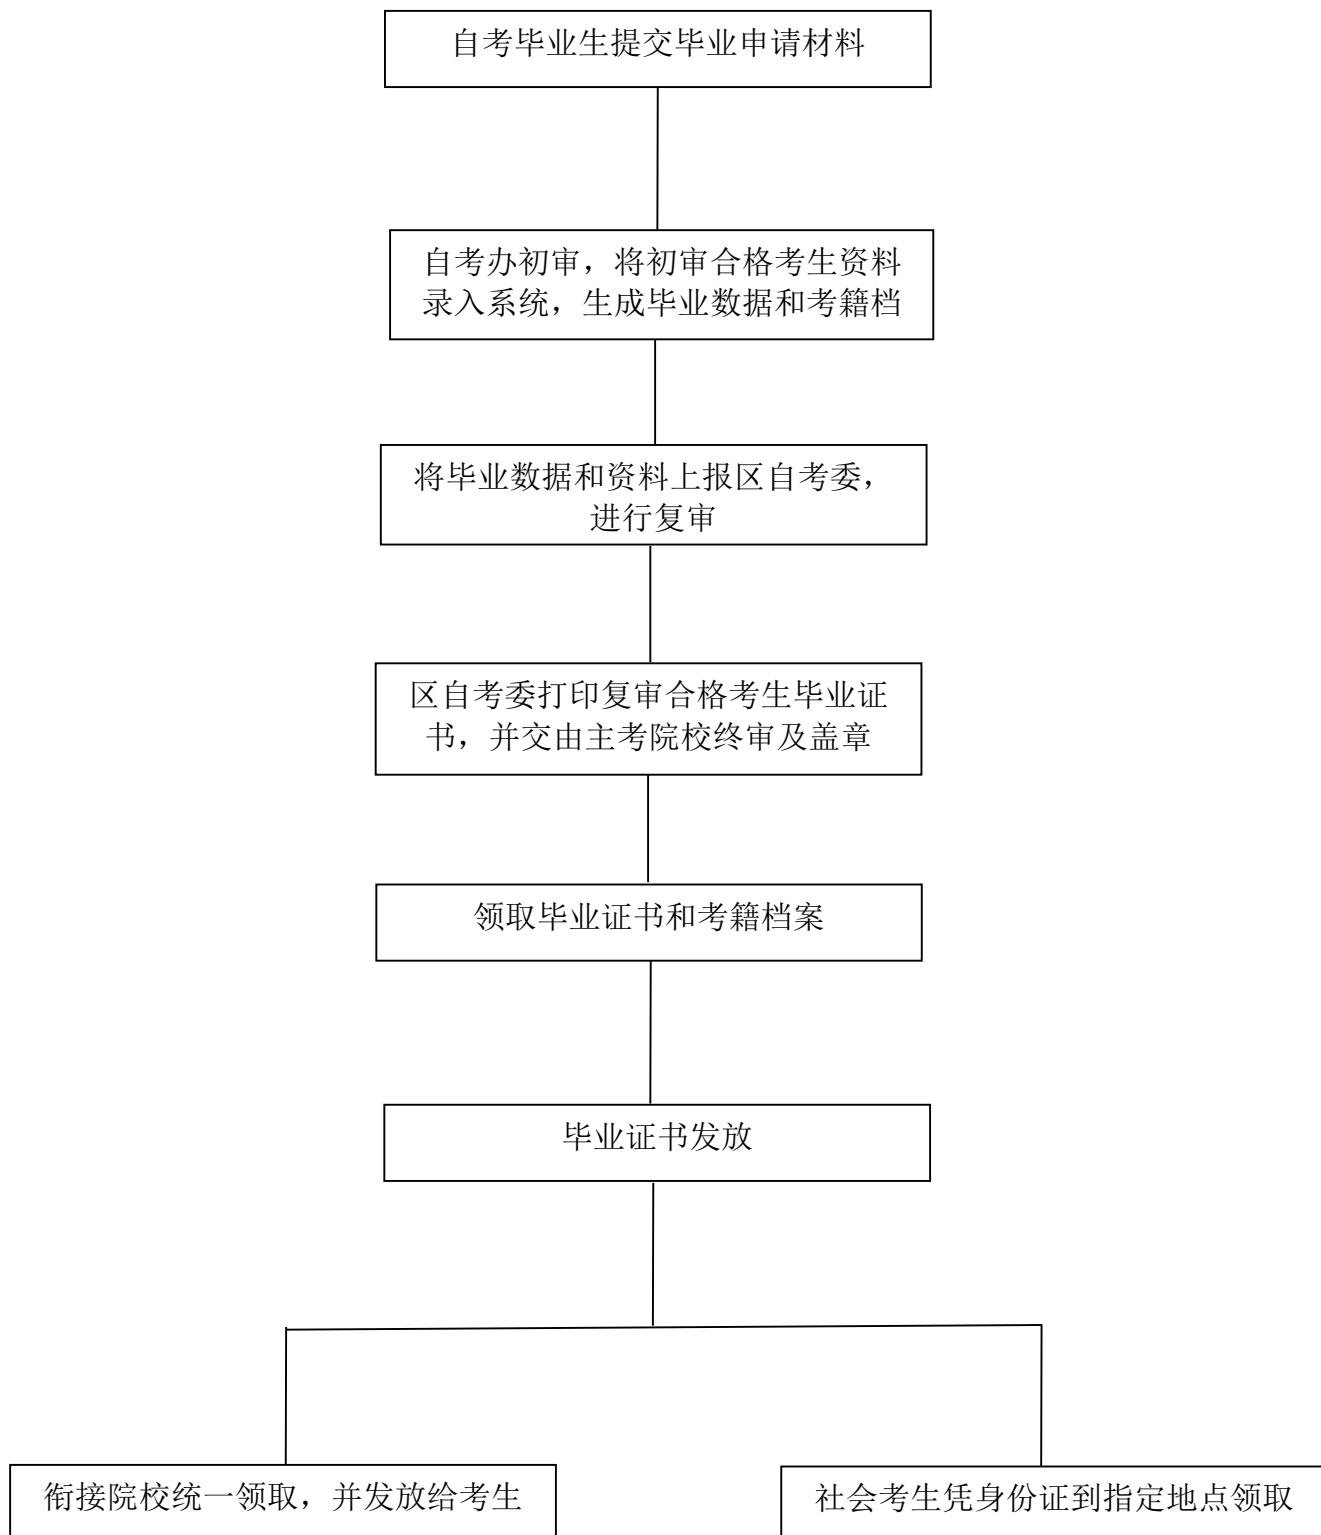 自考毕业生提交毕业申请材料
自考办初审，将初审合格考生资料
录入系统，生成毕业数据和考籍档
将毕业数据和资料上报区自考委，
进行复审
区自考委打印复审合格考生毕业证
书，并交由主考院校终审及盖章
领取毕业证书和考籍档案
毕业证书发放
衔接院校统一领取，并发放给考生
社会考生凭身份证到指定地点领取